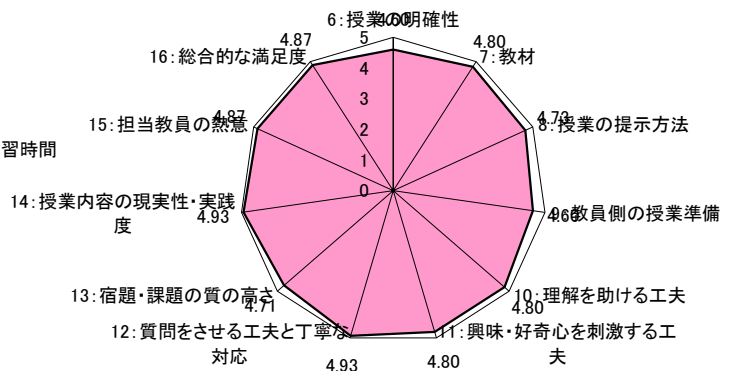 6：授業の明確性
4.60
5
4.87
4.80
16：総合的な満足度
7：教材
4
3
4.87
4.73
15：担当教員の熱意
8：授業の提示方法
2
習時間
1
0
14：授業内容の現実性・実践
度
4.93
4.60
9：教員側の授業準備
13：宿題・課題の質の高さ
4.71
10：理解を助ける工夫
4.80
12：質問をさせる工夫と丁寧な
対応
11：興味・好奇心を刺激する工
夫
4.93
4.80